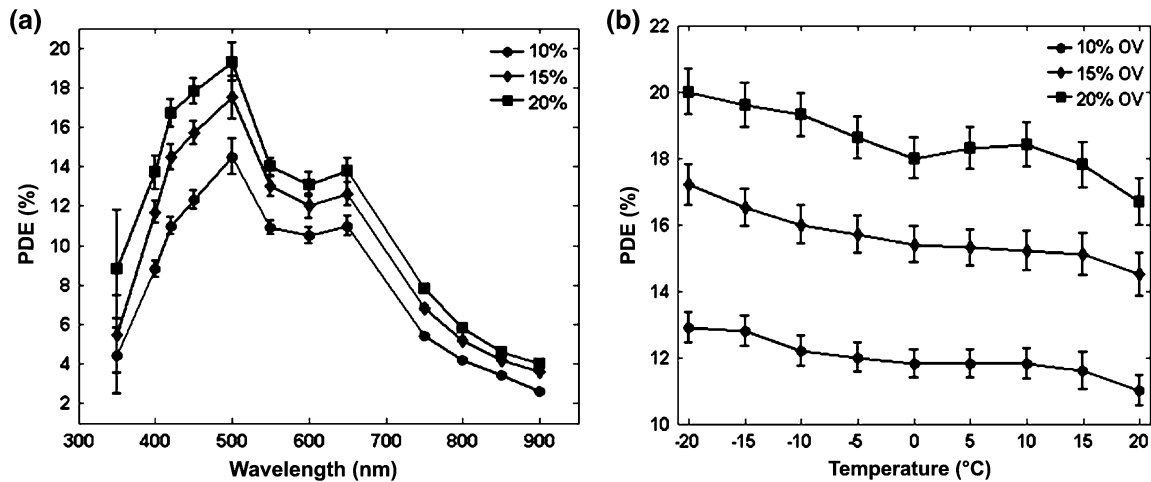 (a)
PDE (%)
20
18
16
14
12
10
8
6
4
2
300 400 500 600 700 800 900
Wavelength (nm)
10%
15%
20%
(b)
PDE (%)
22
20
18
16
14
12
10
-20 -15 -10 -5 0 5 10 15 20
Temperature (°C)
10% OV
15% OV
20% OV